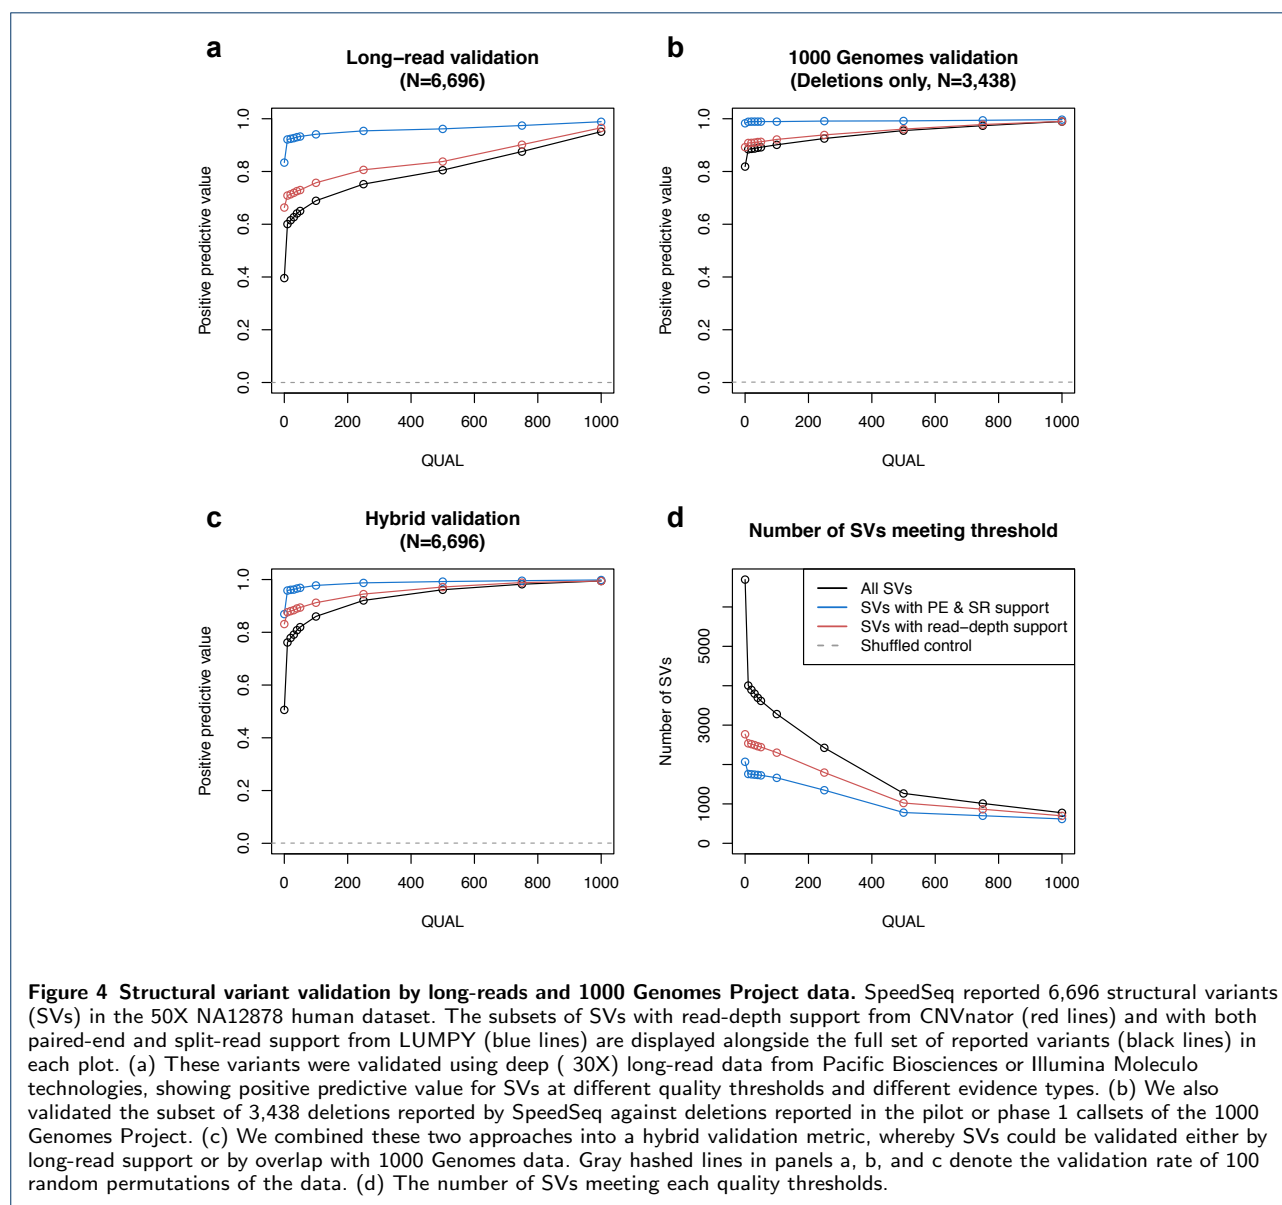 a
Long−read validation
(N=6,696)
Positive predictive value
0.0 0.2 0.4 0.6 0.8 1.0
0 200 400 600 800 1000
QUAL
b
1000 Genomes validation
(Deletions only, N=3,438)
Positive predictive value
0.0 0.2 0.4 0.6 0.8 1.0
0 200 400 600 800 1000
QUAL
c
Hybrid validation
(N=6,696)
Positive predictive value
0.0 0.2 0.4 0.6 0.8 1.0
0 200 400 600 800 1000
QUAL
d
Number of SVs meeting threshold
Number of SVs
0 1000 3000 5000
All SVs
SVs with PE & SR support
SVs with read−depth support
Shuffled control
0 200 400 600 800 1000
QUAL
Figure 4 Structural variant validation by long-reads and 1000 Genomes Project data. SpeedSeq reported 6,696 structural variants
(SVs) in the 50X NA12878 human dataset. The subsets of SVs with read-depth support from CNVnator (red lines) and with both
paired-end and split-read support from LUMPY (blue lines) are displayed alongside the full set of reported variants (black lines) in
each plot. (a) These variants were validated using deep ( 30X) long-read data from Pacific Biosciences or Illumina Moleculo
technologies, showing positive predictive value for SVs at different quality thresholds and different evidence types. (b) We also
validated the subset of 3,438 deletions reported by SpeedSeq against deletions reported in the pilot or phase 1 callsets of the 1000
Genomes Project. (c) We combined these two approaches into a hybrid validation metric, whereby SVs could be validated either by
long-read support or by overlap with 1000 Genomes data. Gray hashed lines in panels a, b, and c denote the validation rate of 100
random permutations of the data. (d) The number of SVs meeting each quality thresholds.